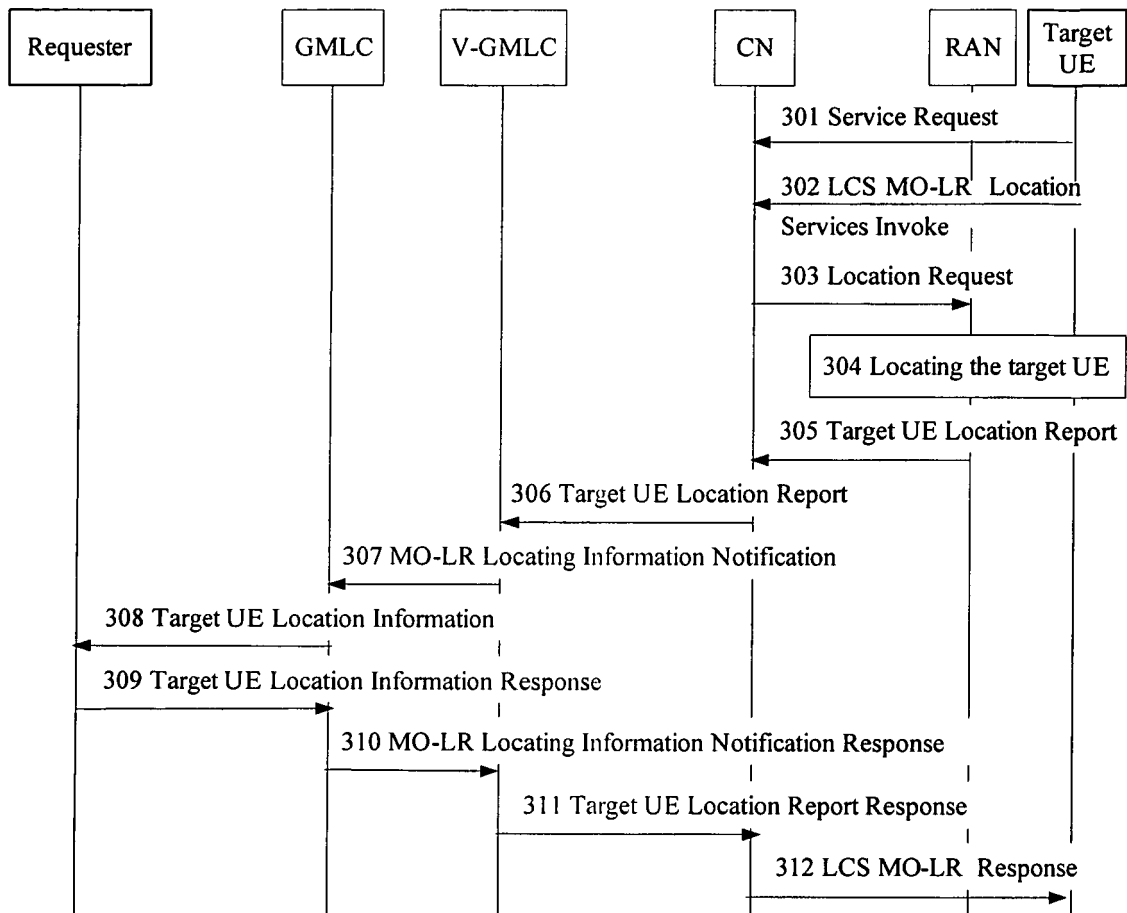 Requester
GMLC
V-GMLC
CN
RAN
Target
UE
301 Service Request
302 LCS MO-LR Location
Services Invoke
303 Location Request
304 Locating the target UE
305 Target UE Location Report
306 Target UE Location Report
307 MO-LR Locating Information Notification
308 Target UE Location Information
309 Target UE Location Information Response
310 MO-LR Locating Information Notification Response
311 Target UE Location Report Response
312 LCS MO-LR Response